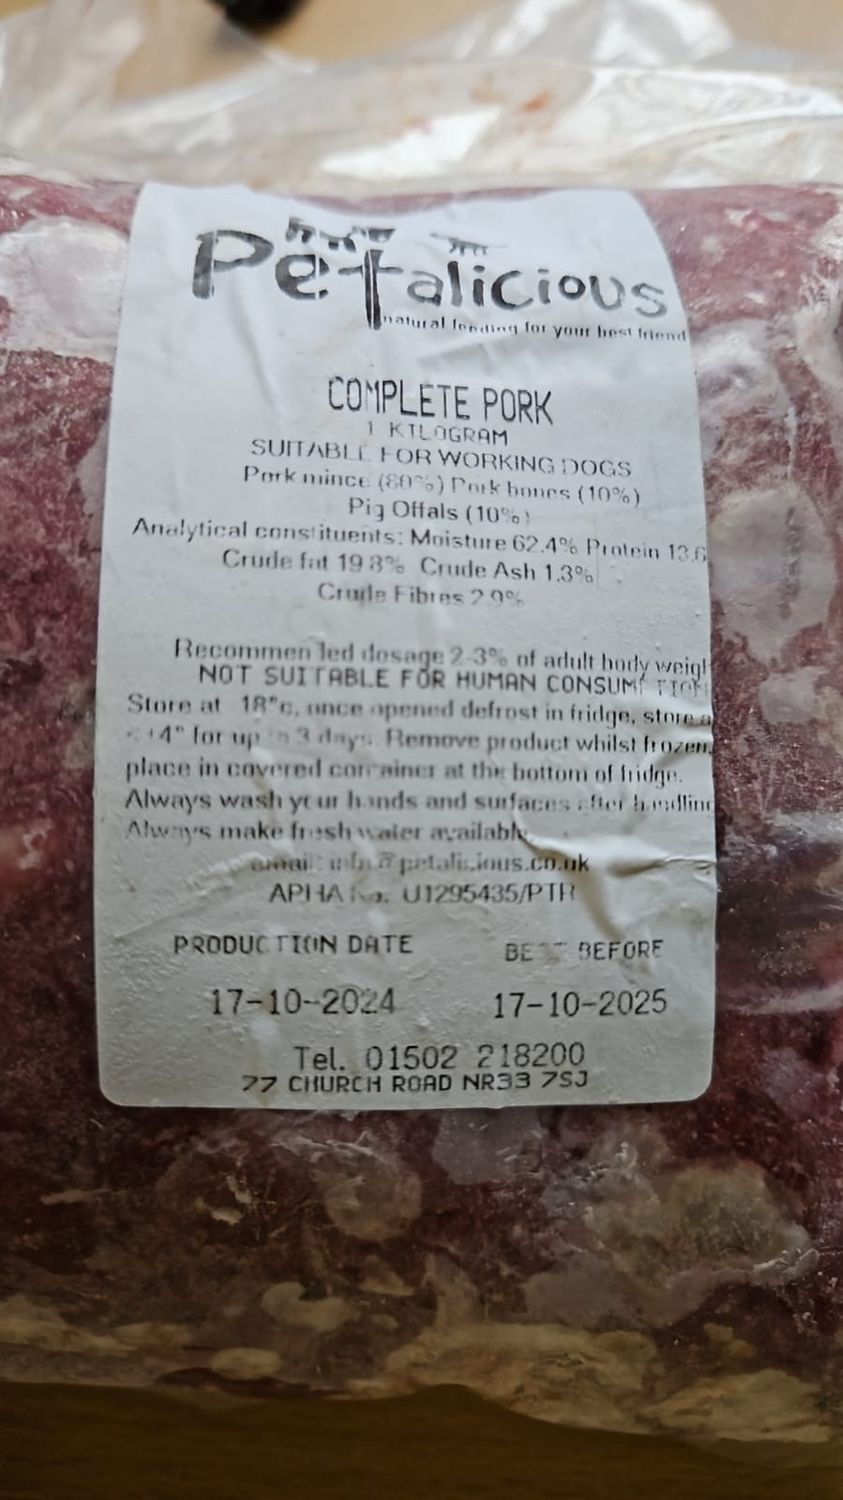 Petalicious
natural feeding for your best friend
COMPLETE PORK
1 KILOGRAM
SUITABLE FOR WORKING DOGS
Pork mince (80%) Pork bones (10%)
Pig Offals (10%)
Analytical constituents: Moisture 62.4% Protein 13.6
Crude fat 19.8% Crude Ash 1.3%
Crude Fibres 2.9%
Recommended dosage 2-3% of adult body weigh
NOT SUITABLE FOR HUMAN CONSUMPTION
Store at 18°c, once opened defrost in fridge, store a
<+4° for up to 3 days. Remove product whilst frozen,
place in covered container at the bottom of fridge.
Always wash your hands and surfaces after handling
Always make fresh water available
email: info@petalicious.co.uk
APHA No. U1295435/PTR
PRODUCTION DATE BEST BEFORE
17-10-2024 17-10-2025
Tel. 01502 218200
77 CHURCH ROAD NR33 7SJ